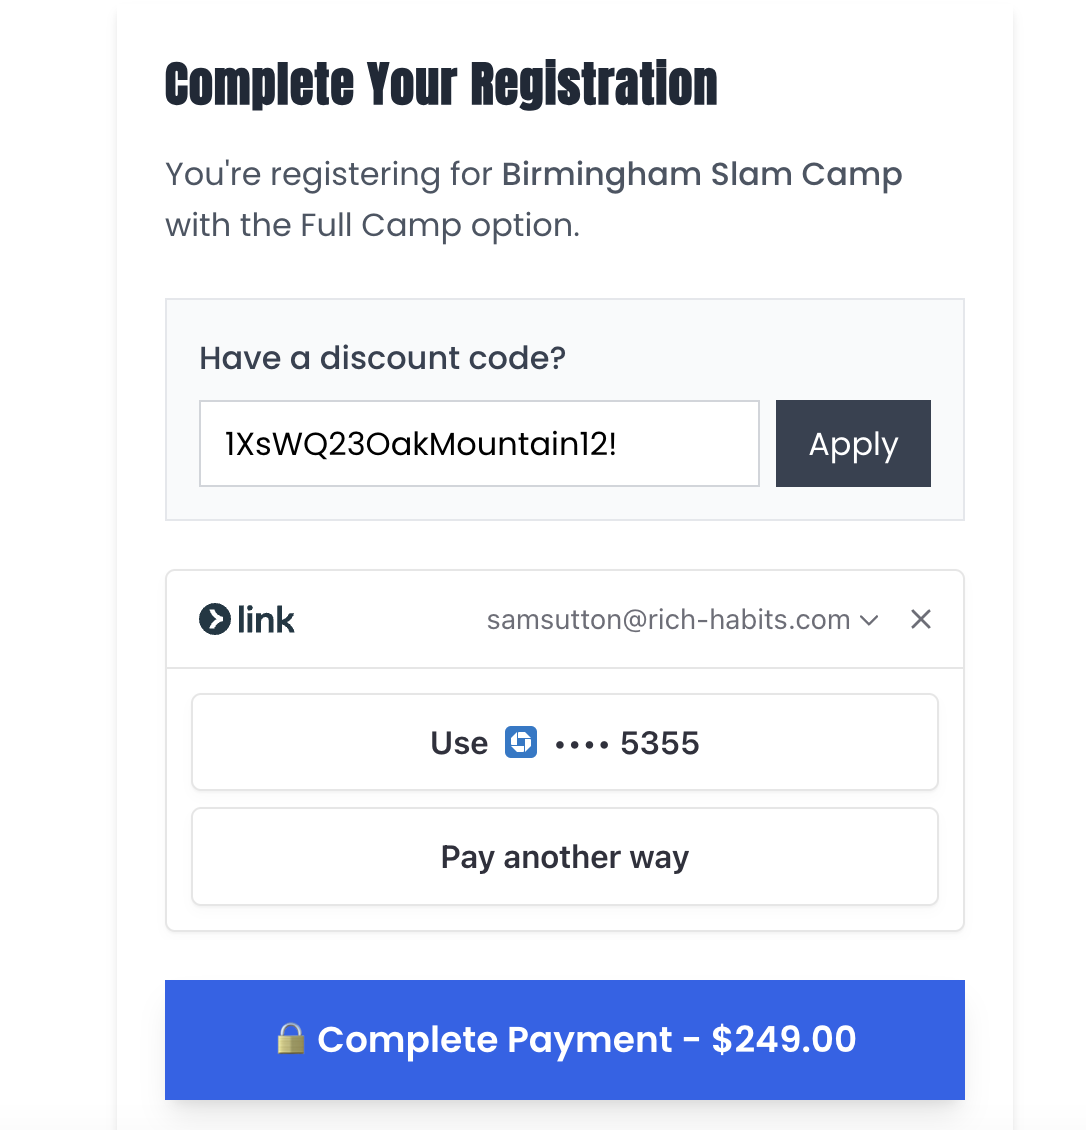 Complete Your Registration
You're registering for Birmingham Slam Camp
with the Full Camp option.
Have a discount code?
1XsWQ23OakMountain12!
Apply
link
samsutton@rich-habits.com
Use •••• 5355
Pay another way
🔒 Complete Payment - $249.00